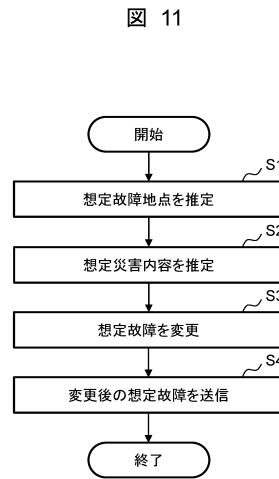 図 11
開始
S1
想定故障地点を推定
S2
想定災害内容を推定
S3
想定故障を変更
S4
変更後の想定故障を送信
終了